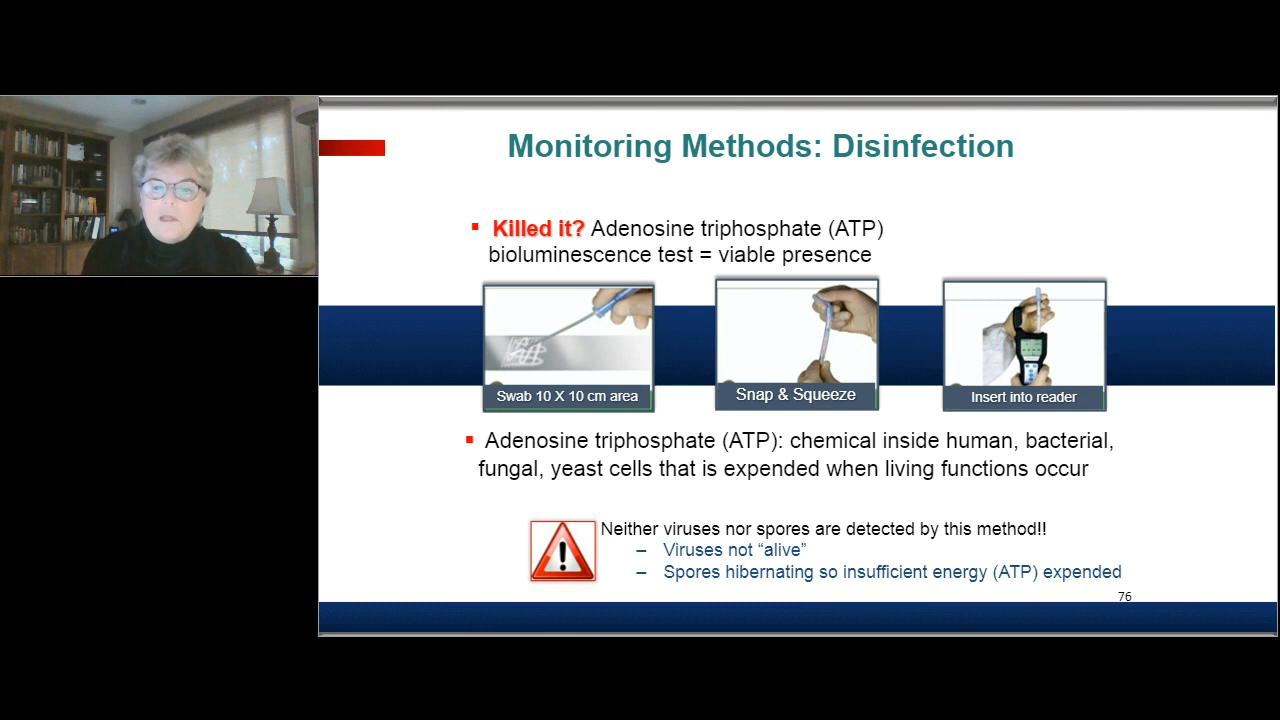 Monitoring Methods: Disinfection
▪ Killed it? Adenosine triphosphate (ATP)
bioluminescence test = viable presence
Swab 10 X 10 cm area
Snap & Squeeze
Insert into reader
▪ Adenosine triphosphate (ATP): chemical inside human, bacterial,
fungal, yeast cells that is expended when living functions occur
Neither viruses nor spores are detected by this method!!
– Viruses not “alive”
– Spores hibernating so insufficient energy (ATP) expended
76